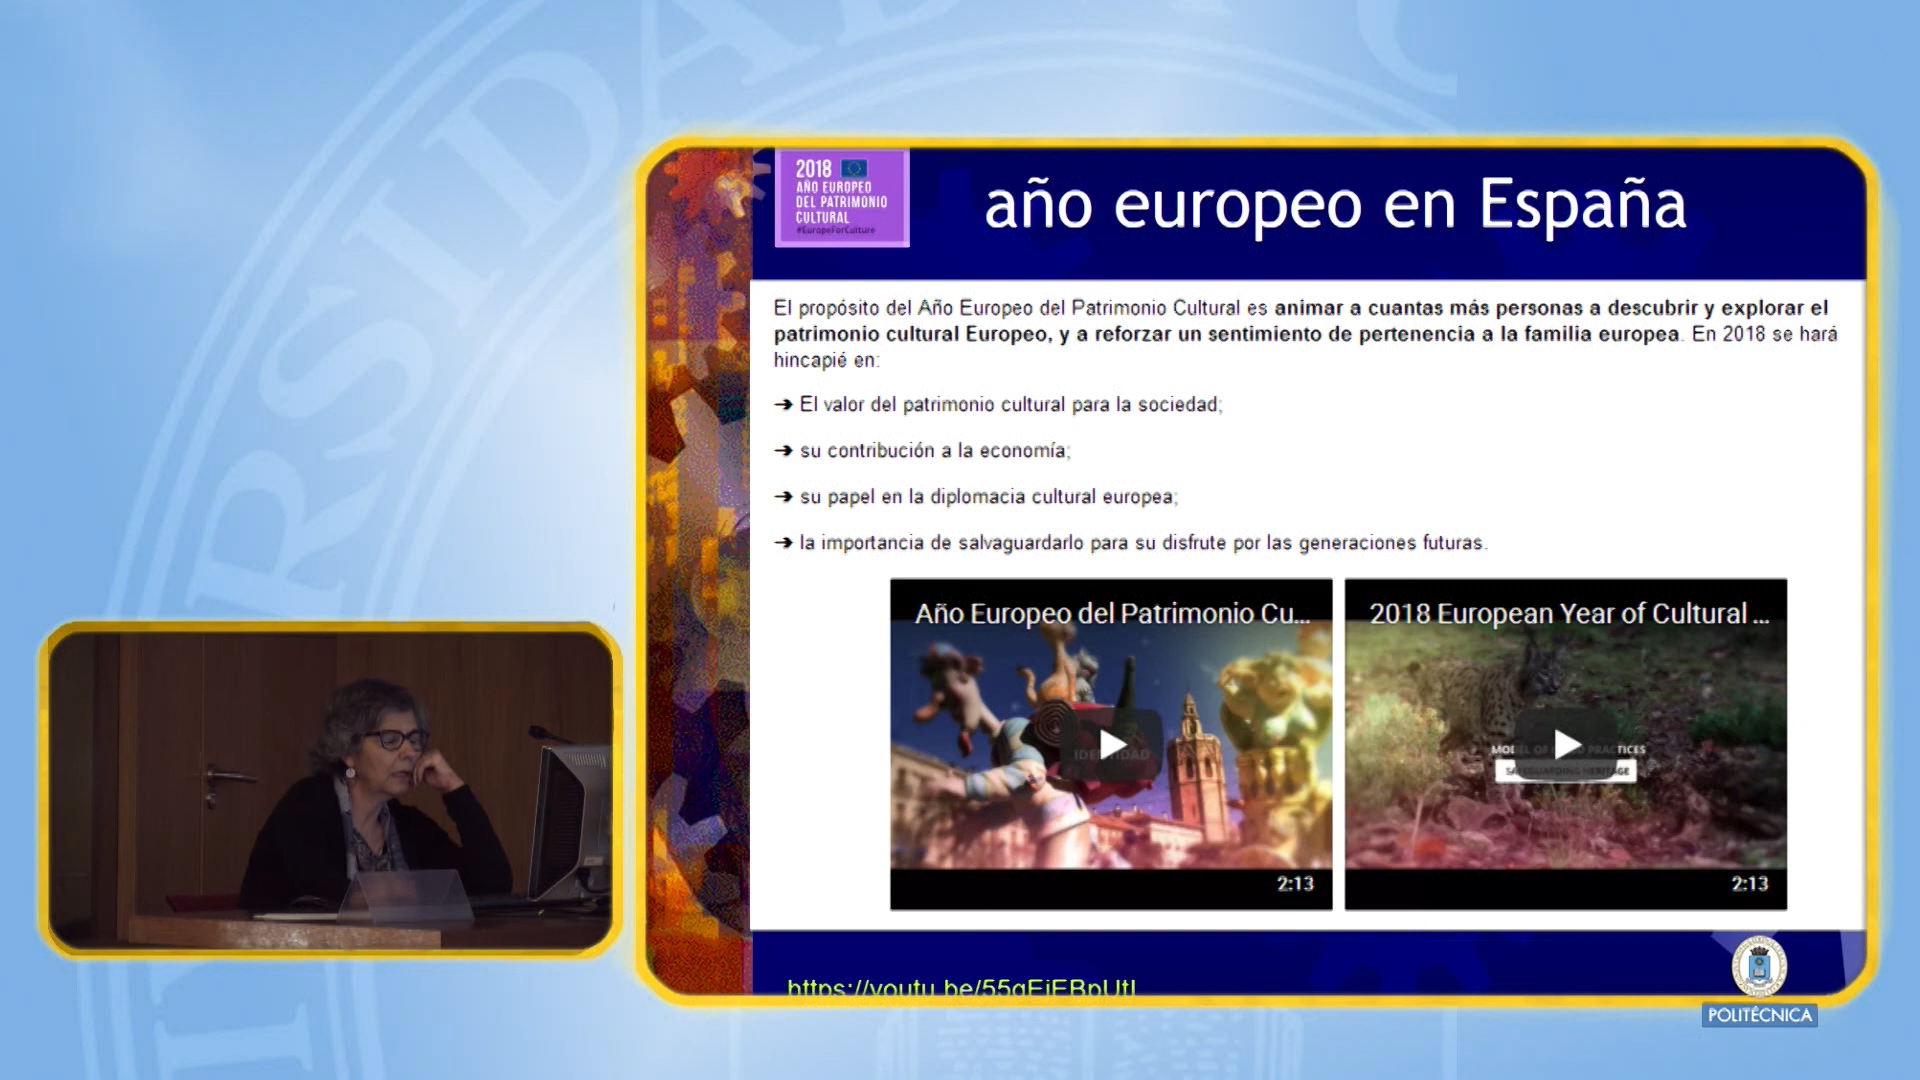 2018
AÑO EUROPEO
DEL PATRIMONIO
CULTURAL
#EuropeForCulture
año europeo en España
El propósito del Año Europeo del Patrimonio Cultural es animar a cuantas más personas a descubrir y explorar el
patrimonio cultural Europeo, y a reforzar un sentimiento de pertenencia a la familia europea. En 2018 se hará
hincapié en:
➔ El valor del patrimonio cultural para la sociedad;
➔ su contribución a la economía;
➔ su papel en la diplomacia cultural europea;
➔ la importancia de salvaguardarlo para su disfrute por las generaciones futuras.
Año Europeo del Patrimonio Cu...
IDENTIDAD
2:13
2018 European Year of Cultural ...
PRACTICES
SAFEGUARDING HERITAGE
2:13
POLITÉCNICA